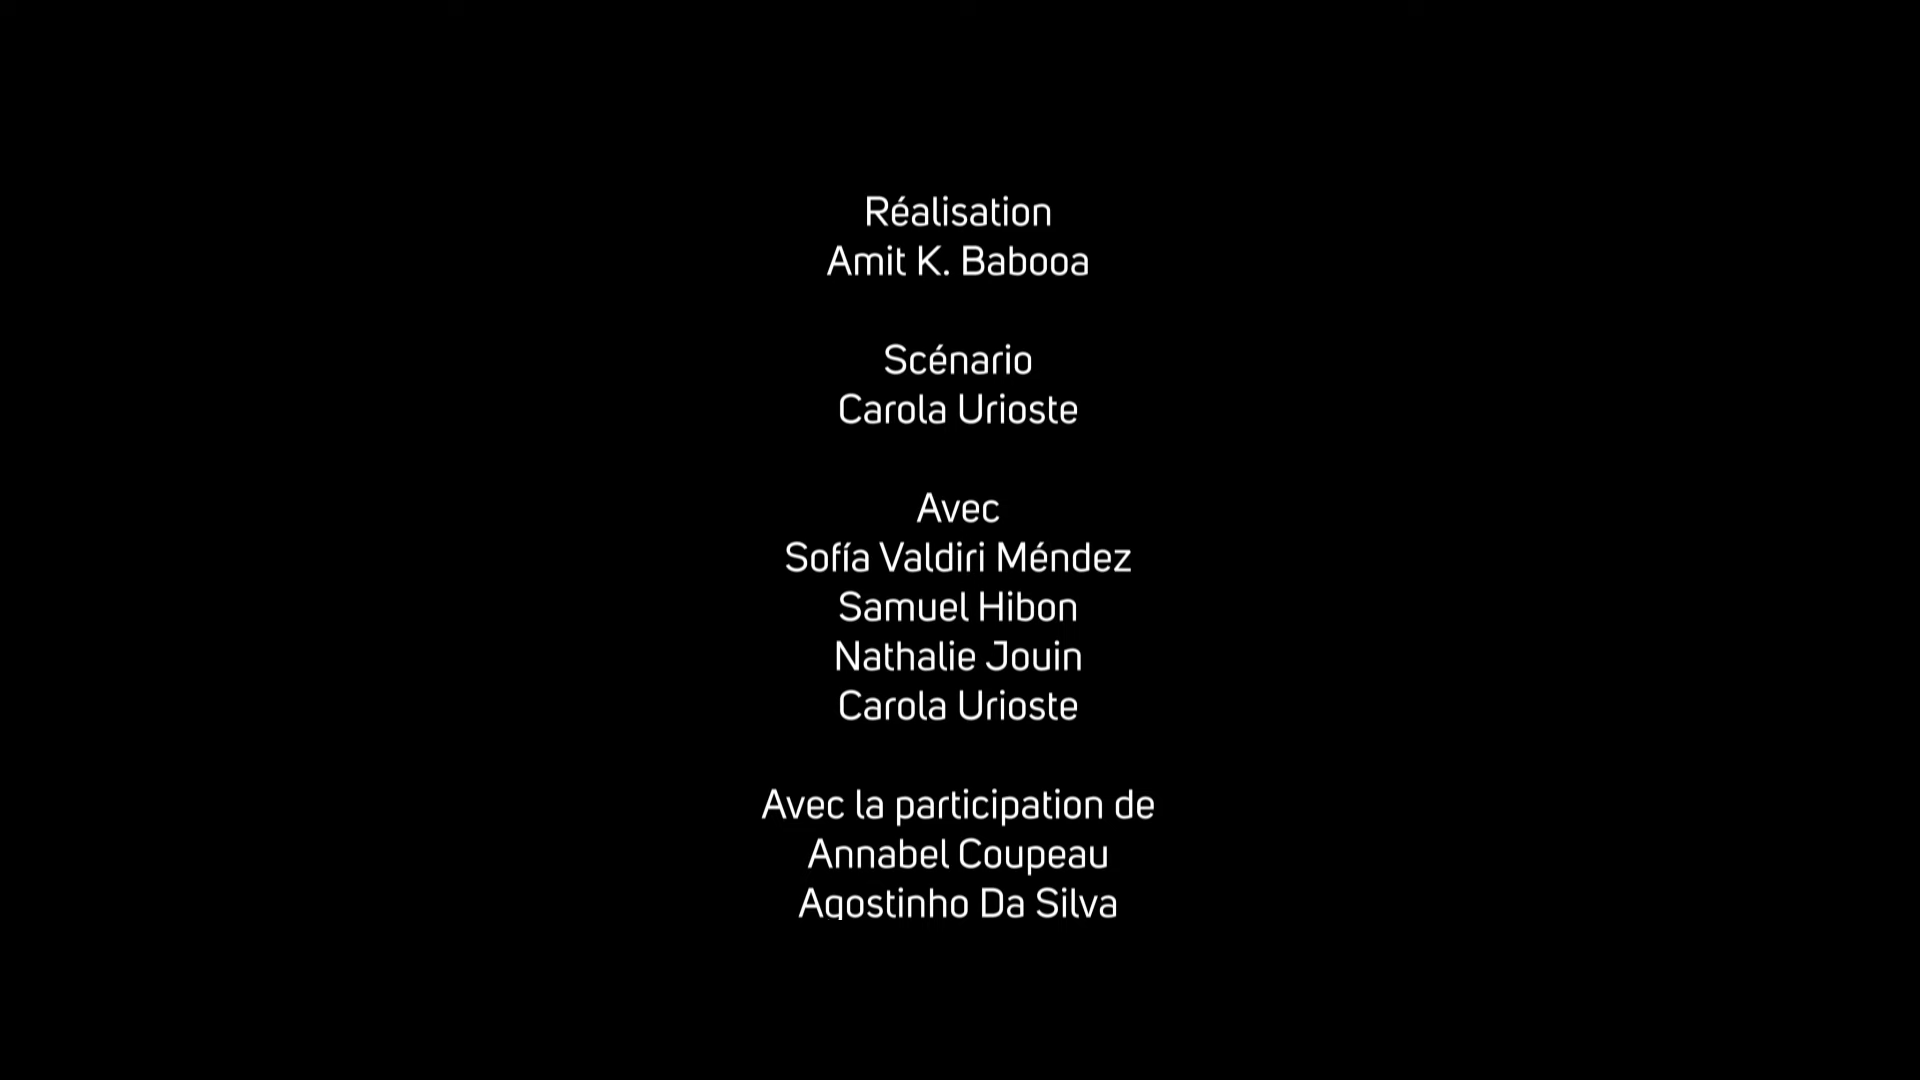 Réalisation
Amit K. Babooa
Scénario
Carola Urioste
Avec
Sofía Valdiri Méndez
Samuel Hibon
Nathalie Jouin
Carola Urioste
Avec la participation de
Annabel Coupeau
Agostinho Da Silva